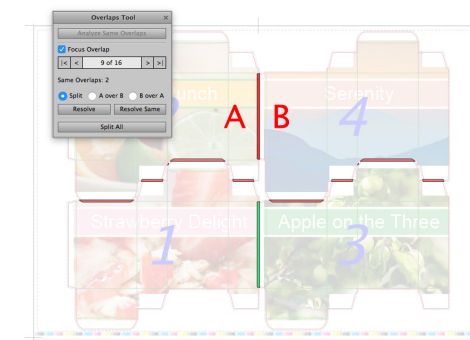 Overlaps Tool
Analyze Same Overlaps
Focus Overlap
|< < 9 of 16 > >|
Same Overlaps: 2
Split A over B B over A
Resolve Resolve Same
Split All
unch
Serenity
A B
4
Strawberry Delight
Apple on the Three
1
3